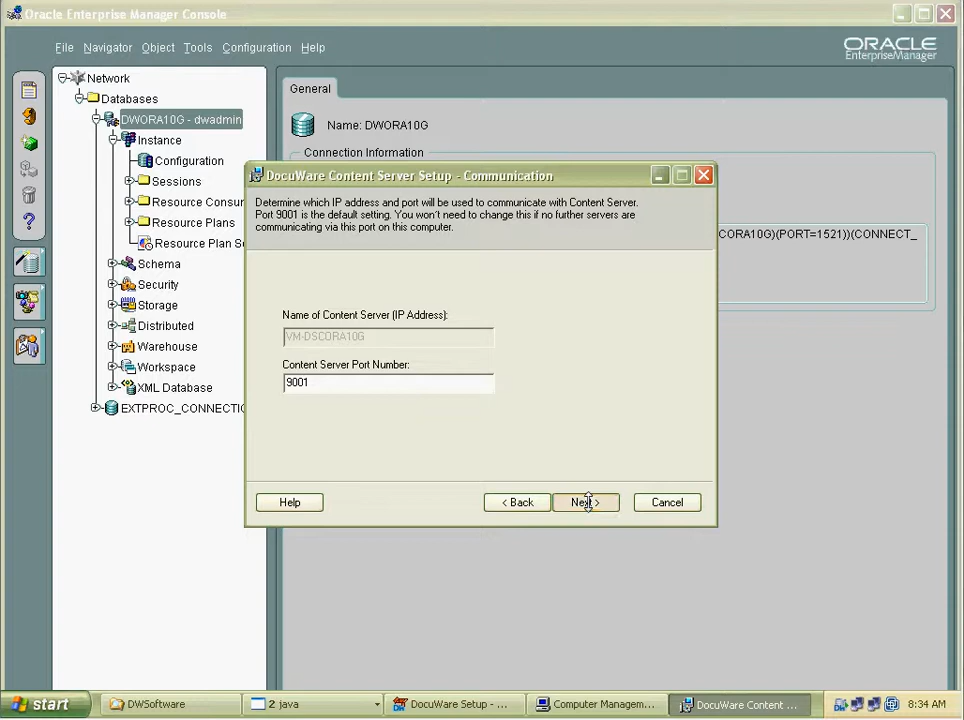 Oracle Enterprise Manager Console
File Navigator Object Tools Configuration Help
ORACLE
EnterpriseManager
Network
Databases
DWORA10G - dwadmin
Instance
Configuration
Sessions
Resource Consur
Resource Plans
Resource Plan S
Schema
Security
Storage
Distributed
Warehouse
Workspace
XML Database
EXTPROC_CONNECTIO
General
Name: DWORA10G
Connection Information
CORA10G)(PORT=1521))(CONNECT_
DocuWare Content Server Setup - Communication
Determine which IP address and port will be used to communicate with Content Server.
Port 9001 is the default setting. You won't need to change this if no further servers are
communicating via this port on this computer.
Name of Content Server (IP Address):
VM-DSCORA10G
Content Server Port Number:
9001
Help
< Back
Next >
Cancel
start
DWSoftware
2 java
DocuWare Setup - ...
Computer Managem...
DocuWare Content ...
8:34 AM